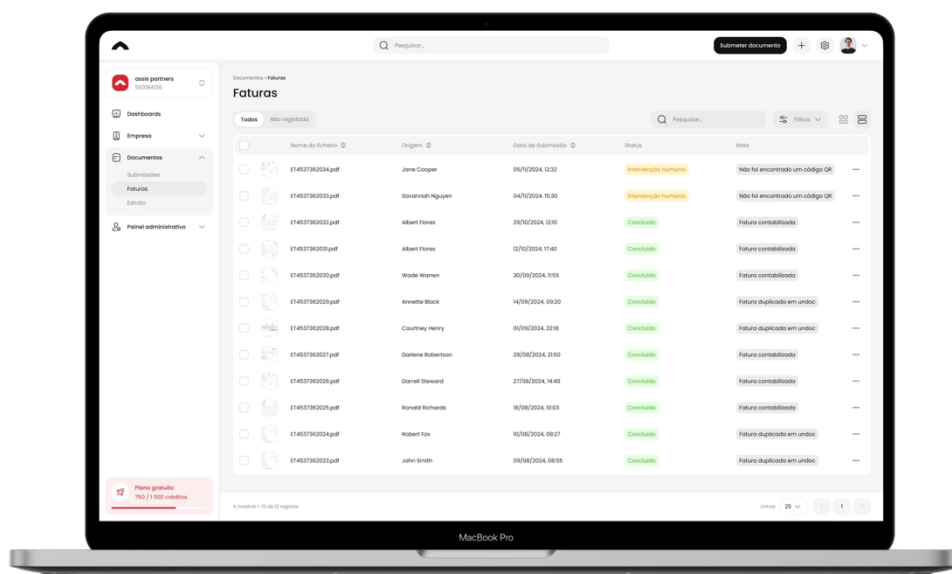 Pesquisar...
Submeter documento
assis partners
503184136
Dashboards
Empresa
Documentos
Submissões
Faturas
Extrato
Painel administrativo
Plano gratuito
750 / 1 000 créditos
Documentos > Faturas
Faturas
Todos Não registada
Pesquisar...
Filtros
Nome do ficheiro Origem Data de Submissão Status Nota
ET4537362034.pdf Jane Cooper 05/11/2024, 12:32 Intervenção humana Não foi encontrado um código QR
ET4537362033.pdf Savannah Nguyen 04/11/2024, 15:30 Intervenção humana Não foi encontrado um código QR
ET4537362032.pdf Albert Flores 29/10/2024, 12:10 Concluído Fatura contabilizada
ET4537362031.pdf Albert Flores 12/10/2024, 17:40 Concluído Fatura contabilizada
ET4537362030.pdf Wade Warren 30/09/2024, 11:55 Concluído Fatura contabilizada
ET4537362029.pdf Annette Black 14/09/2024, 09:20 Concluído Fatura duplicada em undoc
ET4537362028.pdf Courtney Henry 01/09/2024, 22:18 Concluído Fatura duplicada em undoc
ET4537362027.pdf Darlene Robertson 29/08/2024, 21:50 Concluído Fatura contabilizada
ET4537362026.pdf Darrell Steward 27/08/2024, 14:40 Concluído Fatura contabilizada
ET4537362025.pdf Ronald Richards 18/08/2024, 10:03 Concluído Fatura contabilizada
ET4537362024.pdf Robert Fox 10/08/2024, 08:27 Concluído Fatura duplicada em undoc
ET4537362023.pdf John Smith 09/08/2024, 08:55 Concluído Fatura duplicada em undoc
A mostrar 1-12 de 12 registos
Linhas 25
1
MacBook Pro